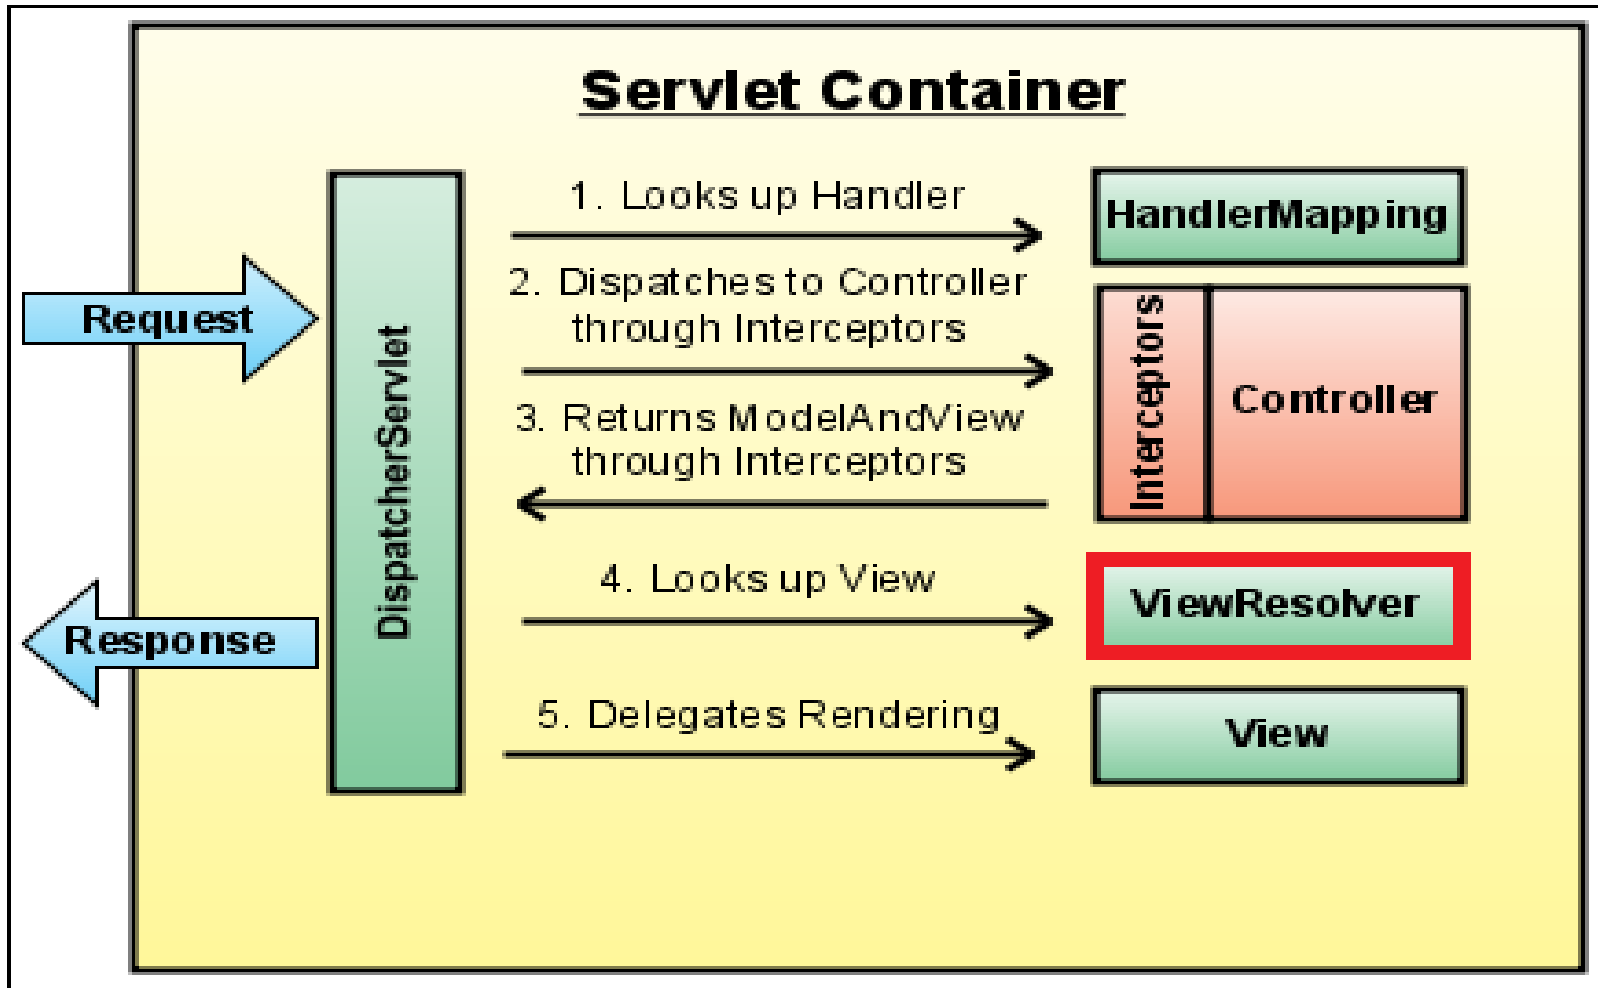 Servlet Container
1. Looks up Handler
HandlerMapping
Request
DispatcherServlet
2. Dispatches to Controller
through Interceptors
Interceptors
Controller
3. Returns ModelAndView
through Interceptors
4. Looks up View
ViewResolver
Response
5. Delegates Rendering
View